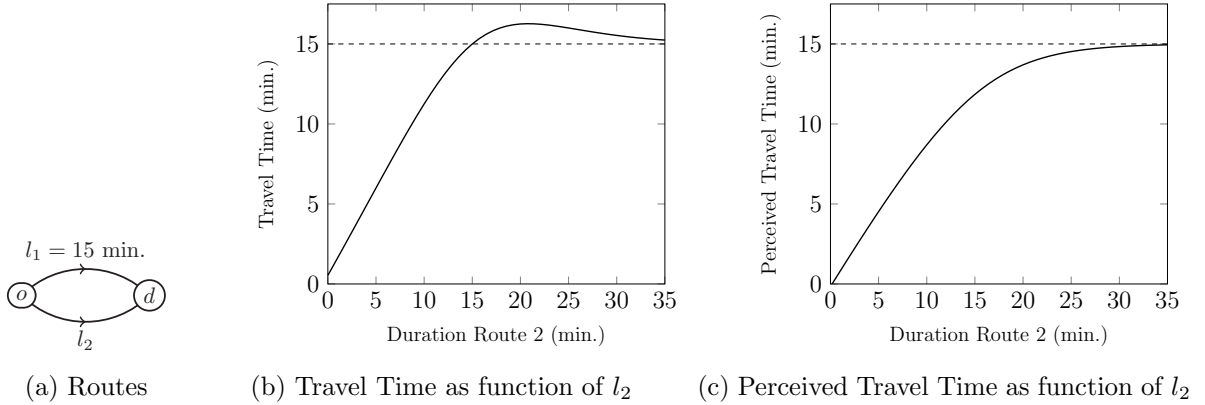 l₁ = 15 min.
o
d
l₂
(a) Routes
Travel Time (min.)
15
10
5
0
0 5 10 15 20 25 30 35
Duration Route 2 (min.)
(b) Travel Time as function of l₂
Perceived Travel Time (min.)
15
10
5
0
0 5 10 15 20 25 30 35
Duration Route 2 (min.)
(c) Perceived Travel Time as function of l₂